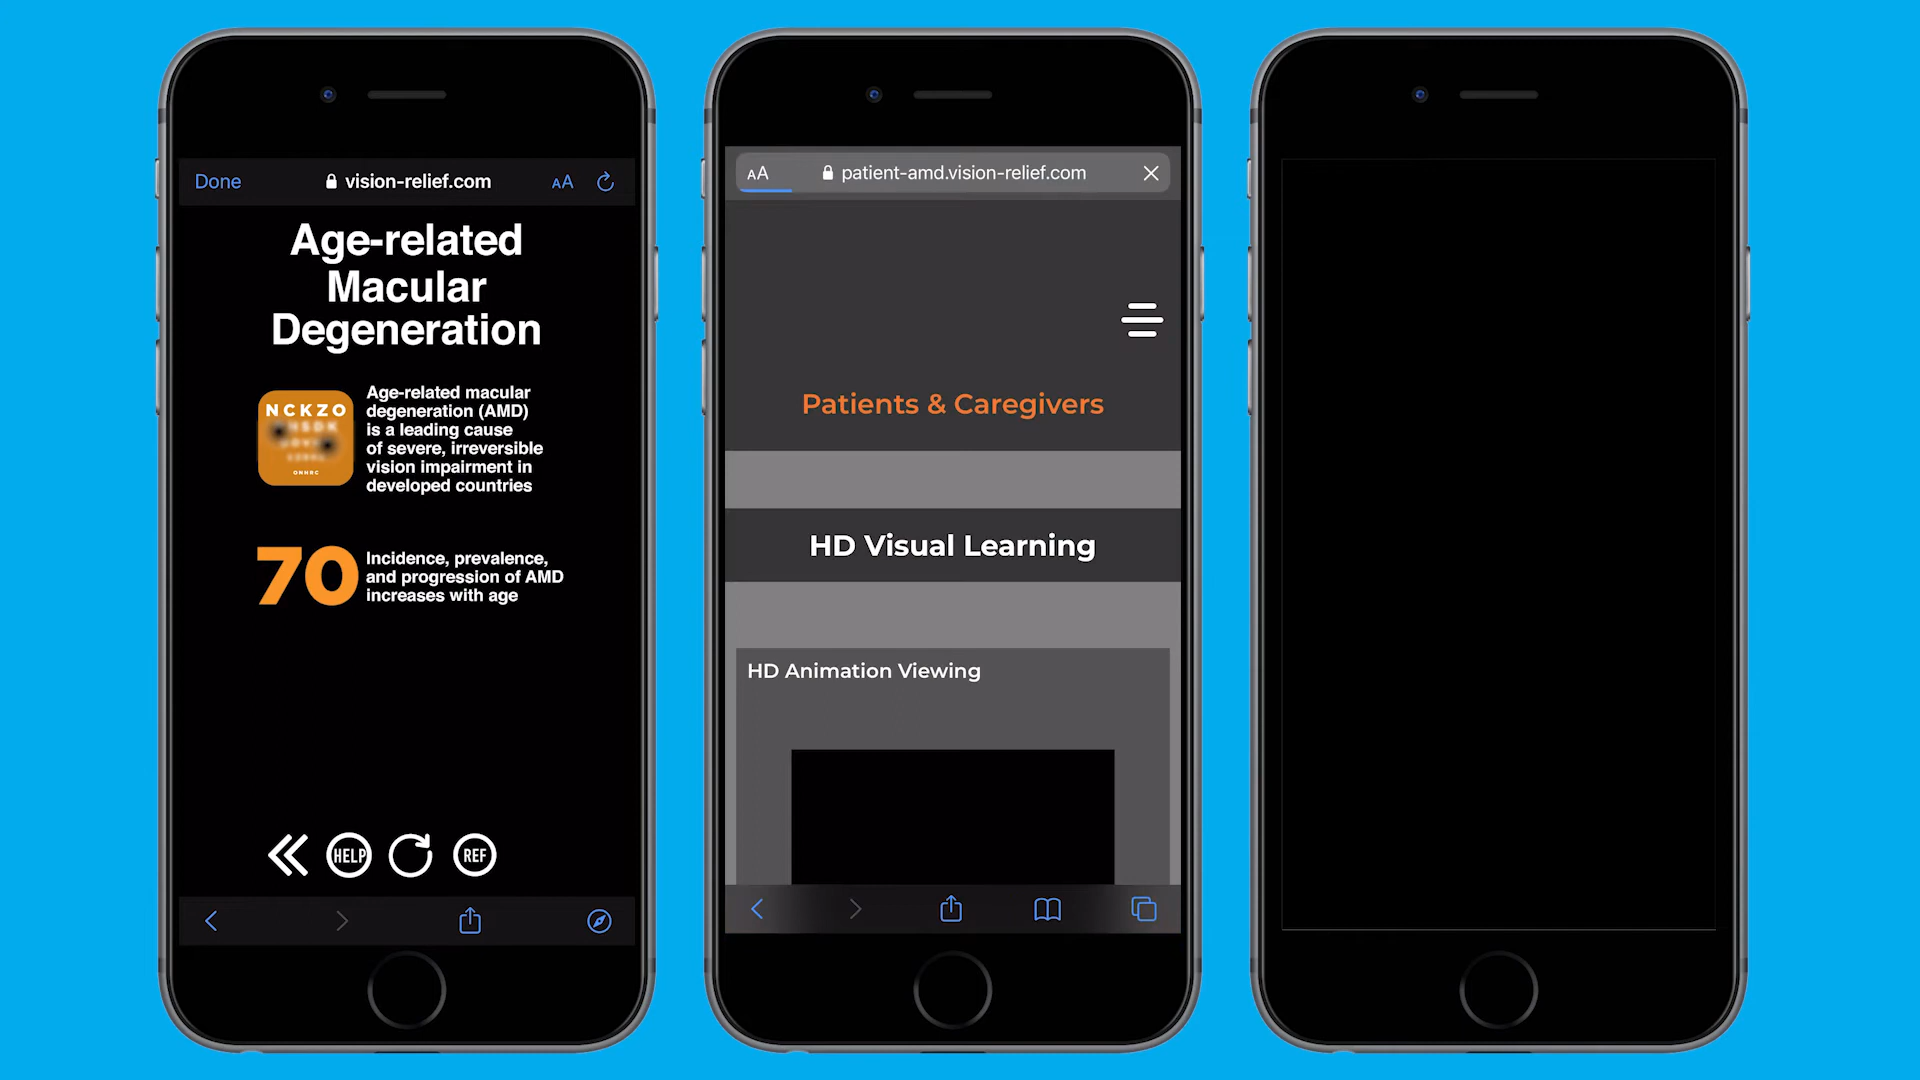 Done
vision-relief.com
AA
Age-related
Macular
Degeneration
NCKZO
Age-related macular
degeneration (AMD)
is a leading cause
of severe, irreversible
vision impairment in
developed countries
ONNRC
70
Incidence, prevalence,
and progression of AMD
increases with age
HELP
REF
AA
patient-amd.vision-relief.com
Patients & Caregivers
HD Visual Learning
HD Animation Viewing